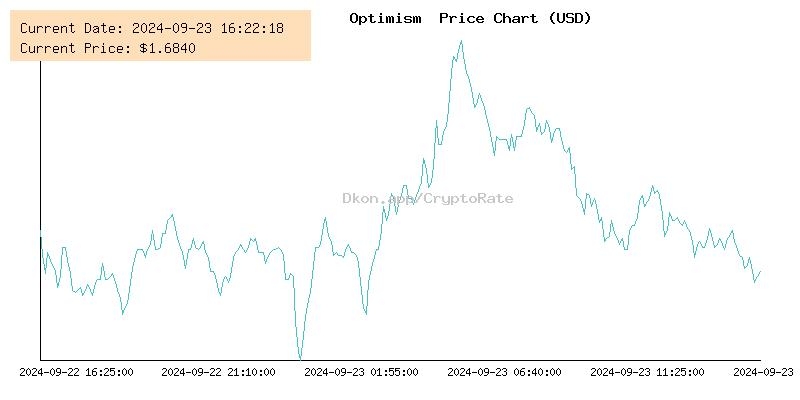 Optimism  Price Chart (USD)
Current Date: 2024-09-23 16:22:18
Current Price: $1.6840
Dkon.app/CryptoRate
2024-09-22 16:25:00 2024-09-22 21:10:00 2024-09-23 01:55:00 2024-09-23 06:40:00 2024-09-23 11:25:00 2024-09-23